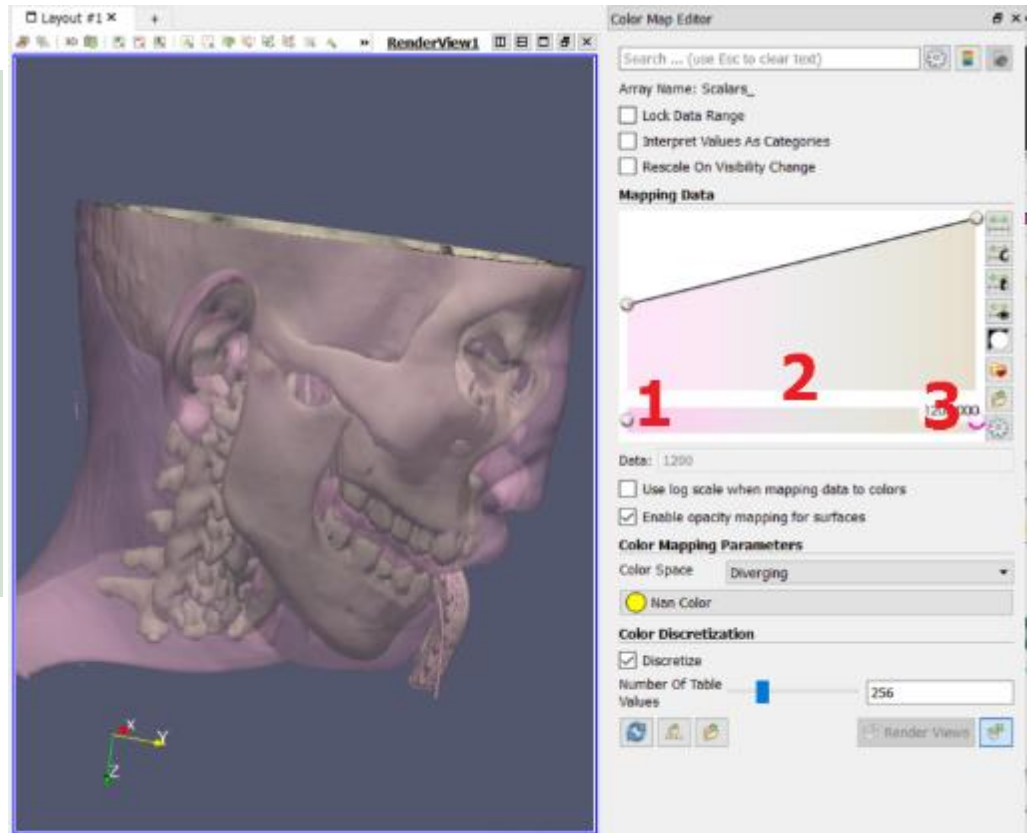 Layout #1
RenderView1
X
Y
Z
Color Map Editor
Search ... (use Esc to clear text)
Array Name: Scalars_
Lock Data Range
Interpret Values As Categories
Rescale On Visibility Change
Mapping Data
1
2
3
Data: 1200
Use log scale when mapping data to colors
Enable opacity mapping for surfaces
Color Mapping Parameters
Color Space Diverging
Nan Color
Color Discretization
Discretize
Number Of Table 256
Values
Render Views